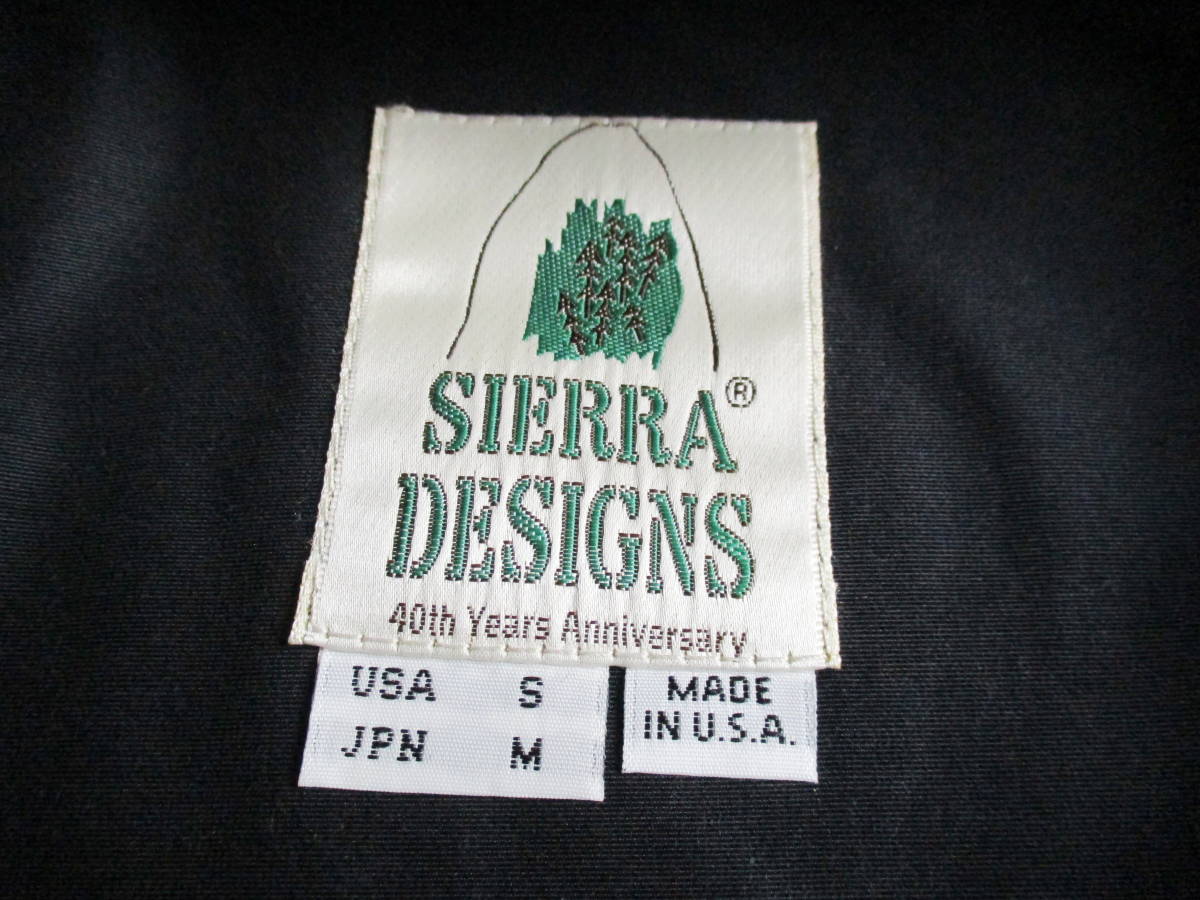 SIERRA®
DESIGNS
40th Years Anniversary
USA S
JPN M
MADE
IN U.S.A.